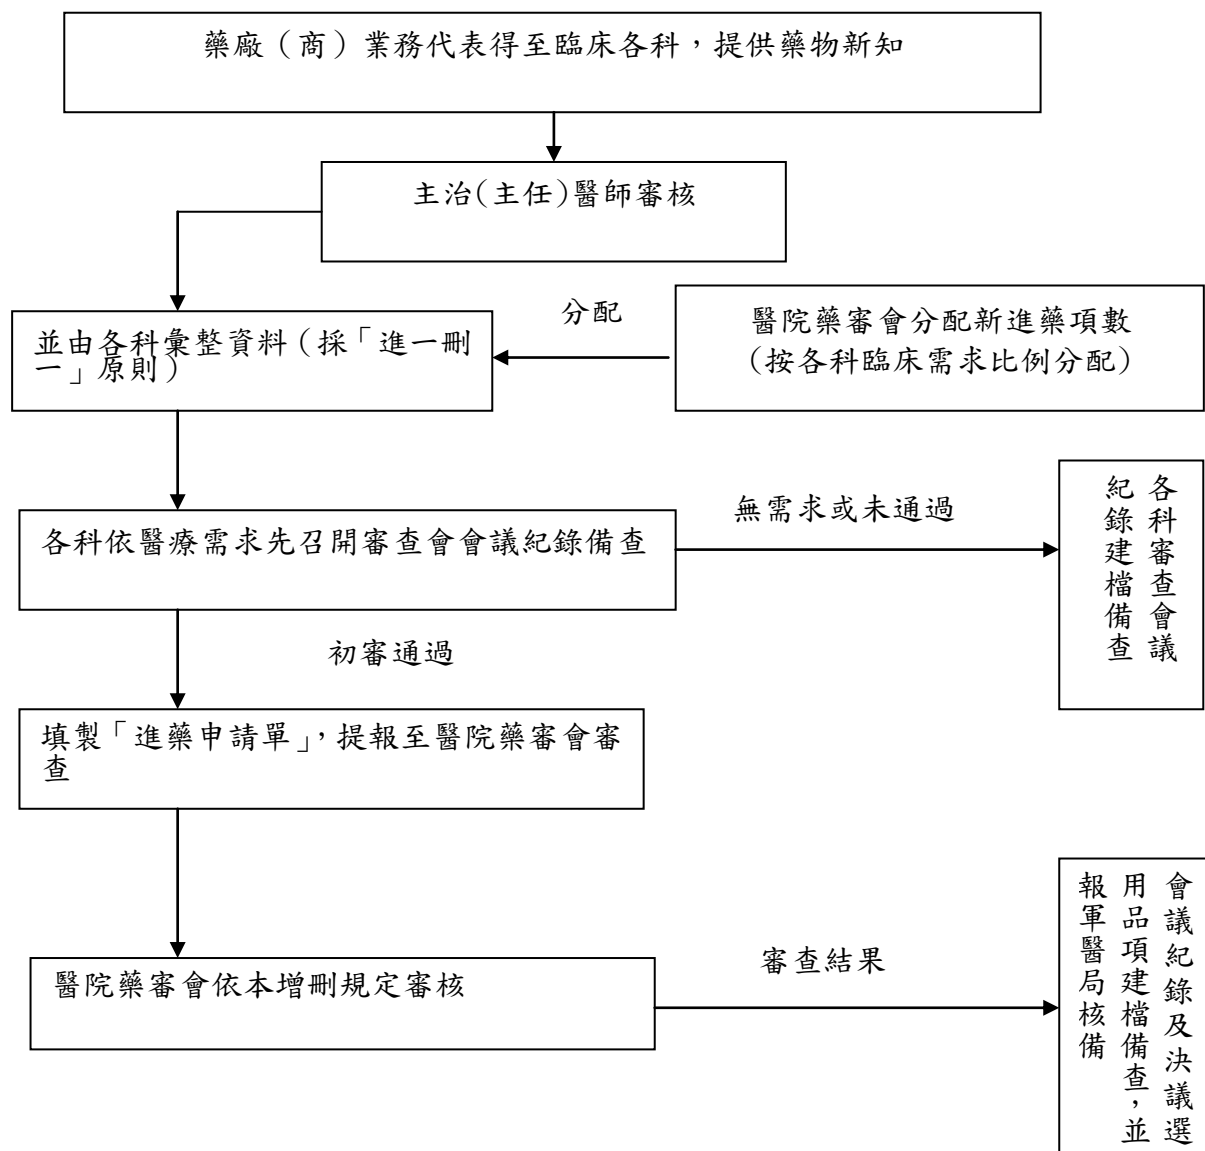 藥廠（商）業務代表得至臨床各科，提供藥物新知
主治(主任)醫師審核
分配
醫院藥審會分配新進藥項數
(按各科臨床需求比例分配)
並由各科彙整資料（採「進一刪
一」原則）
各科依醫療需求先召開審查會會議紀錄備查
無需求或未通過
各科審查會議
紀錄建檔備查
初審通過
填製「進藥申請單」，提報至醫院藥審會審
查
醫院藥審會依本增刪規定審核
審查結果
會議紀錄及決議選
用品項建檔備查，並
報軍醫局核備